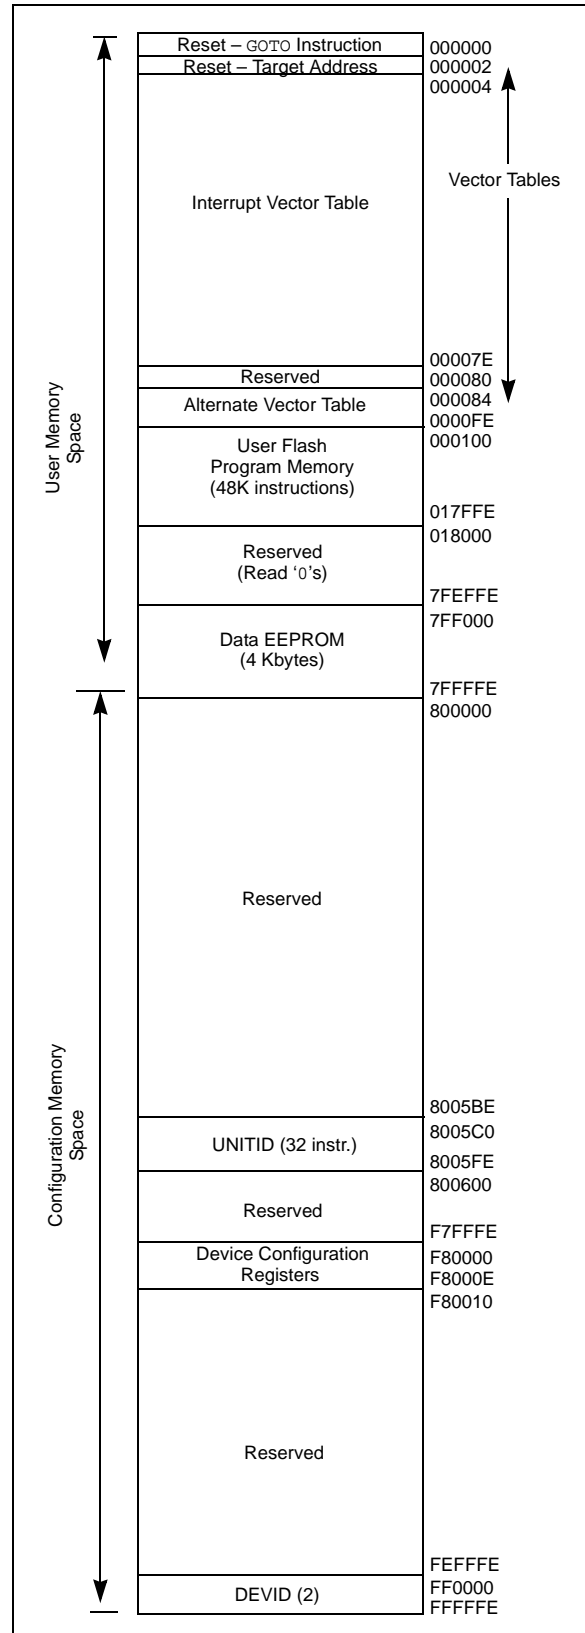 Reset – GOTO Instruction
000000
Reset – Target Address
000002
000004
Vector Tables
Interrupt Vector Table
00007E
Reserved
000080
Alternate Vector Table
000084
0000FE
User Memory
Space
User Flash
Program Memory
(48K instructions)
000100
017FFE
018000
Reserved
(Read ‘0’s)
7FEFFE
7FF000
Data EEPROM
(4 Kbytes)
7FFFFE
800000
Reserved
Configuration Memory
Space
8005BE
8005C0
UNITID (32 instr.)
8005FE
800600
Reserved
F7FFFE
Device Configuration
Registers
F80000
F8000E
F80010
Reserved
FEFFFE
DEVID (2)
FF0000
FFFFFE